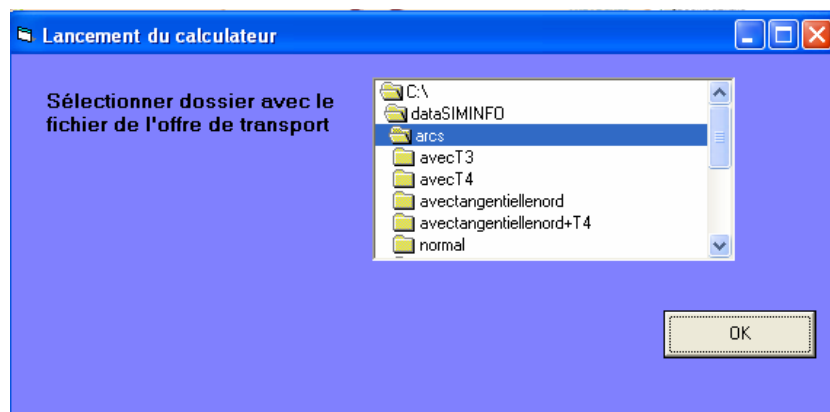 Lancement du calculateur
Sélectionner dossier avec le
fichier de l'offre de transport
C:\
dataSIMINFO
arcs
avecT3
avecT4
avectangentiellenord
avectangentiellenord+T4
normal
OK